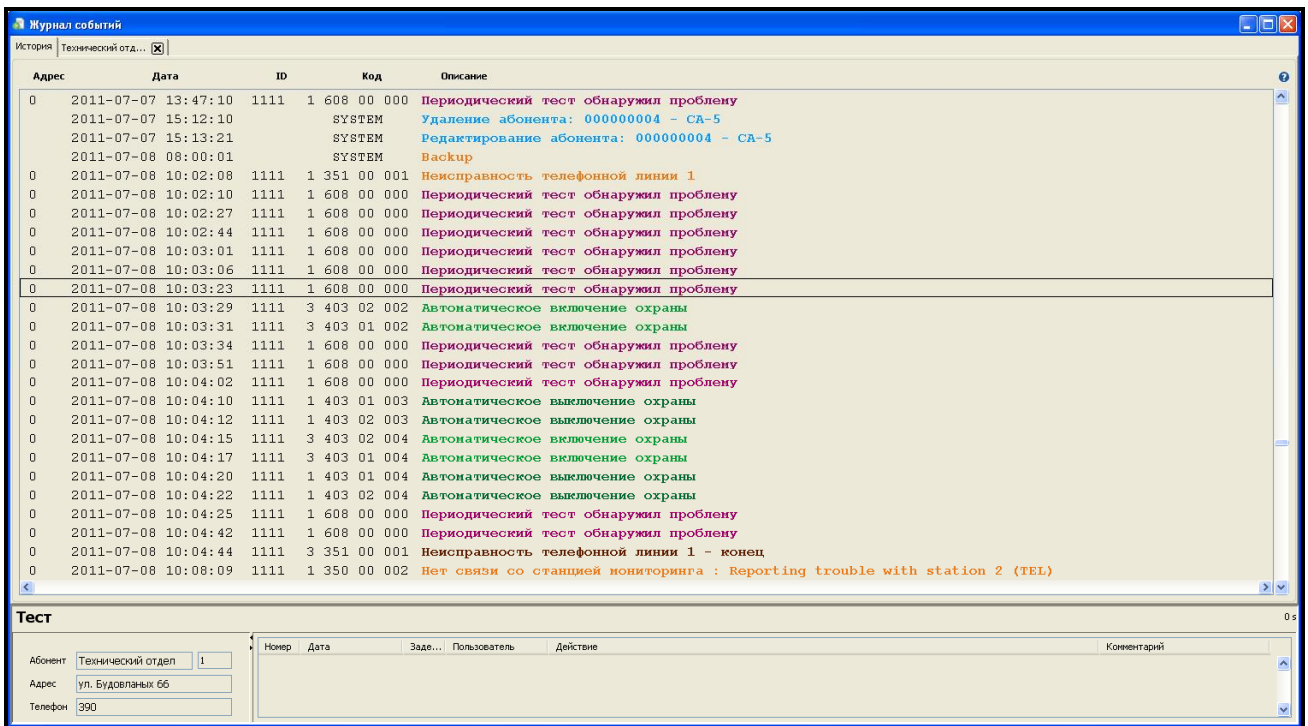 Журнал событий
История Технический отд...
Адрес Дата ID Код Описание
0 2011-07-07 13:47:10 1111 1 608 00 000 Периодический тест обнаружил проблему
2011-07-07 15:12:10 SYSTEM Удаление абонента: 000000004 - CA-5
2011-07-07 15:13:21 SYSTEM Редактирование абонента: 000000004 - CA-5
2011-07-08 08:00:01 SYSTEM Backup
0 2011-07-08 10:02:08 1111 1 351 00 001 Неисправность телефонной линии 1
0 2011-07-08 10:02:10 1111 1 608 00 000 Периодический тест обнаружил проблему
0 2011-07-08 10:02:27 1111 1 608 00 000 Периодический тест обнаружил проблему
0 2011-07-08 10:02:44 1111 1 608 00 000 Периодический тест обнаружил проблему
0 2011-07-08 10:03:01 1111 1 608 00 000 Периодический тест обнаружил проблему
0 2011-07-08 10:03:06 1111 1 608 00 000 Периодический тест обнаружил проблему
0 2011-07-08 10:03:23 1111 1 608 00 000 Периодический тест обнаружил проблему
0 2011-07-08 10:03:29 1111 3 403 02 002 Автоматическое включение охраны
0 2011-07-08 10:03:31 1111 3 403 01 002 Автоматическое включение охраны
0 2011-07-08 10:03:34 1111 1 608 00 000 Периодический тест обнаружил проблему
0 2011-07-08 10:03:51 1111 1 608 00 000 Периодический тест обнаружил проблему
0 2011-07-08 10:04:02 1111 1 608 00 000 Периодический тест обнаружил проблему
0 2011-07-08 10:04:10 1111 1 403 01 003 Автоматическое выключение охраны
0 2011-07-08 10:04:12 1111 1 403 02 003 Автоматическое выключение охраны
0 2011-07-08 10:04:15 1111 3 403 02 004 Автоматическое включение охраны
0 2011-07-08 10:04:17 1111 3 403 01 004 Автоматическое включение охраны
0 2011-07-08 10:04:20 1111 1 403 01 004 Автоматическое выключение охраны
0 2011-07-08 10:04:22 1111 1 403 02 004 Автоматическое выключение охраны
0 2011-07-08 10:04:25 1111 1 608 00 000 Периодический тест обнаружил проблему
0 2011-07-08 10:04:42 1111 1 608 00 000 Периодический тест обнаружил проблему
0 2011-07-08 10:04:44 1111 3 351 00 001 Неисправность телефонной линии 1 - конец
0 2011-07-08 10:08:09 1111 1 350 00 002 Нет связи со станцией мониторинга : Reporting trouble with station 2 (TEL)
Тест 0 s
Номер Дата Заде... Пользователь Действие Комментарий
Абонент Технический отдел 1
Адрес ул. Будовланых 66
Телефон 390